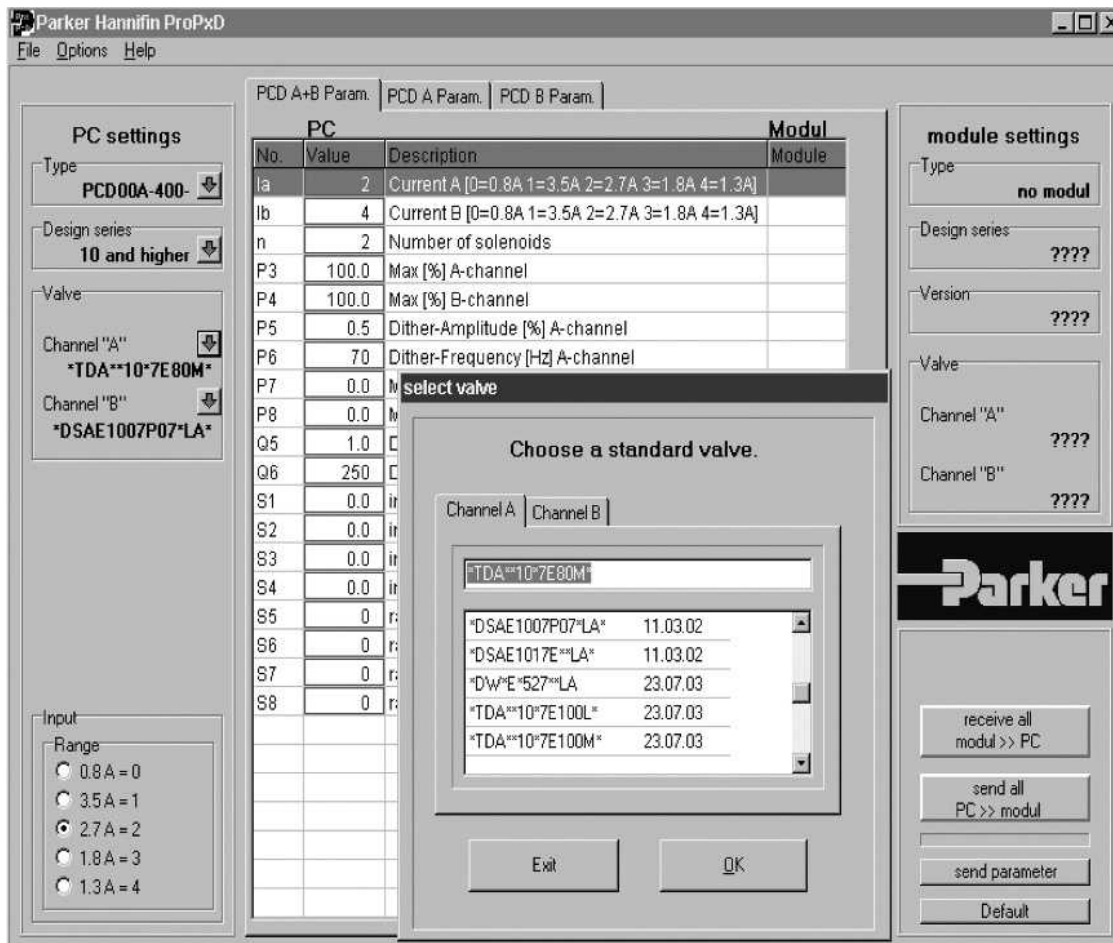 Parker Hannifin ProPxD
File Options Help
PCD A+B Param. PCD A Param. PCD B Param.
PC settings
Type
PCD00A-400-
Design series
10 and higher
Valve
Channel "A"
*TDA**10*7E80M*
Channel "B"
*DSAE1007P07*LA*
Input
Range
0.8 A = 0
3.5 A = 1
2.7 A = 2
1.8 A = 3
1.3 A = 4
PC Modul
No. Value Description Module
Ia 2 Current A [0=0.8A 1=3.5A 2=2.7A 3=1.8A 4=1.3A]
Ib 4 Current B [0=0.8A 1=3.5A 2=2.7A 3=1.8A 4=1.3A]
n 2 Number of solenoids
P3 100.0 Max [%] A-channel
P4 100.0 Max [%] B-channel
P5 0.5 Dither-Amplitude [%] A-channel
P6 70 Dither-Frequency [Hz] A-channel
P7 0.0
P8 0.0
Q5 1.0
Q6 250
S1 0.0
S2 0.0
S3 0.0
S4 0.0
S5 0
S6 0
S7 0
S8 0
select valve
Choose a standard valve.
Channel A Channel B
*TDA**10*7E80M*
*DSAE1007P07*LA* 11.03.02
*DSAE1017E**LA* 11.03.02
*DW*E*527**LA 23.07.03
*TDA**10*7E100L* 23.07.03
*TDA**10*7E100M* 23.07.03
Exit OK
module settings
Type
no modul
Design series
????
Version
????
Valve
Channel "A"
????
Channel "B"
????
Parker
receive all
modul >> PC
send all
PC >> modul
send parameter
Default